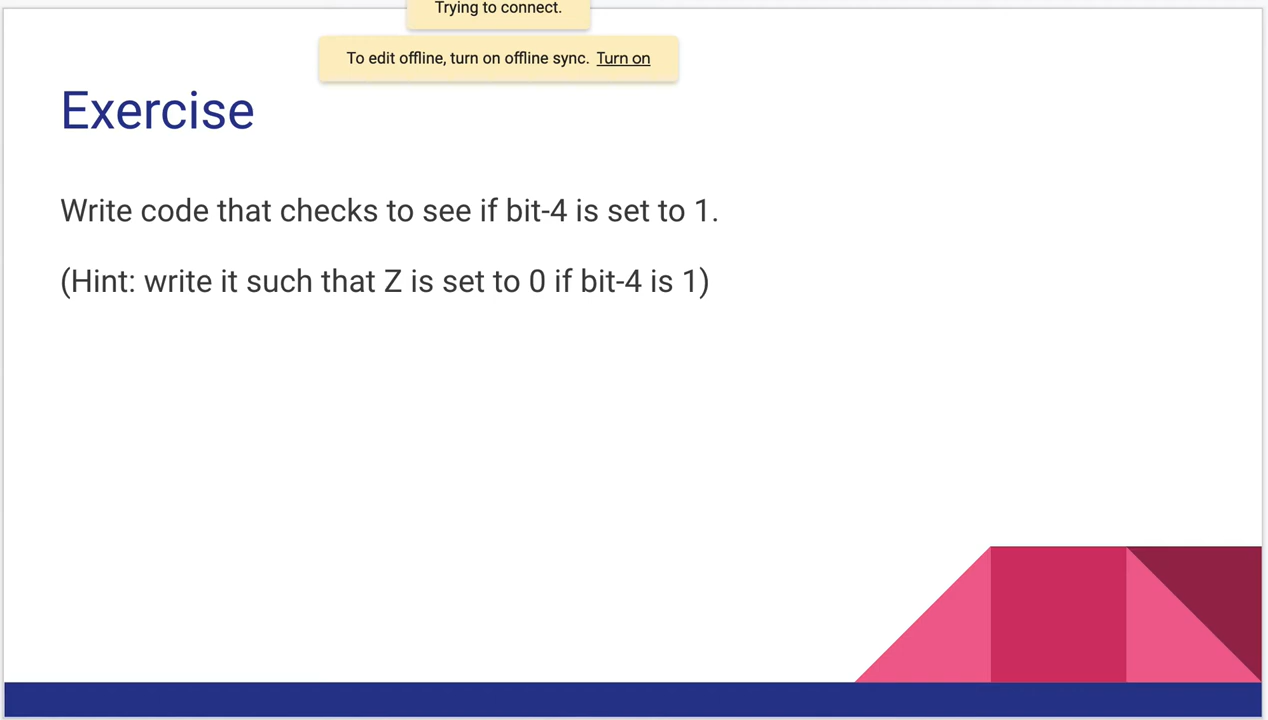 Trying to connect.
To edit offline, turn on offline sync. Turn on
Exercise
Write code that checks to see if bit-4 is set to 1.
(Hint: write it such that Z is set to 0 if bit-4 is 1)